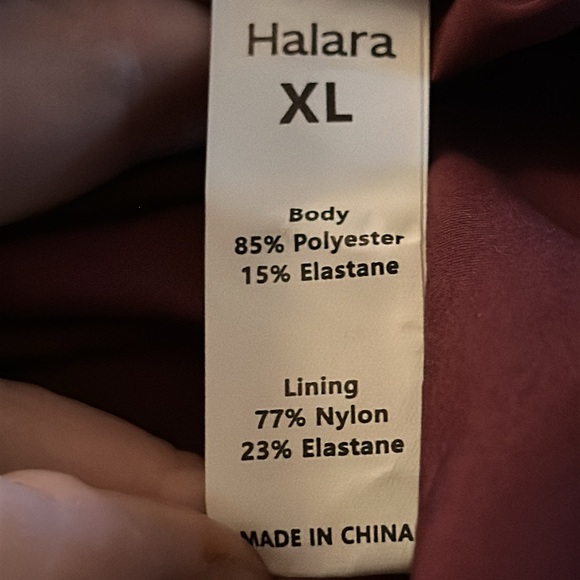 Halara
XL
Body
85% Polyester
15% Elastane
Lining
77% Nylon
23% Elastane
MADE IN CHINA